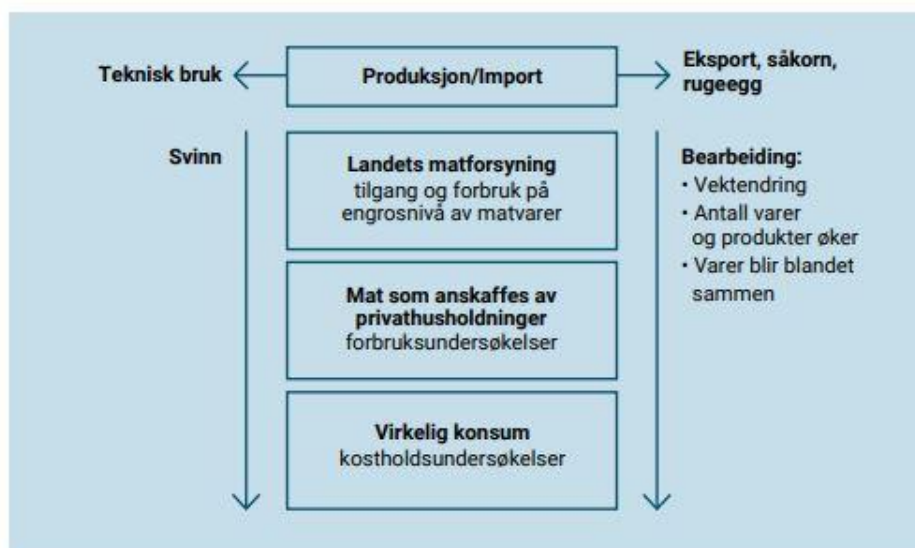 Teknisk bruk
Produksjon/Import
Eksport, såkorn,
rugeegg
Svinn
Landets matforsyning
tilgang og forbruk på
engrosnivå av matvarer
Bearbeiding:
• Vektendring
• Antall varer
og produkter øker
• Varer blir blandet
sammen
Mat som anskaffes av
privathusholdninger
forbruksundersøkelser
Virkelig konsum
kostholdsundersøkelser